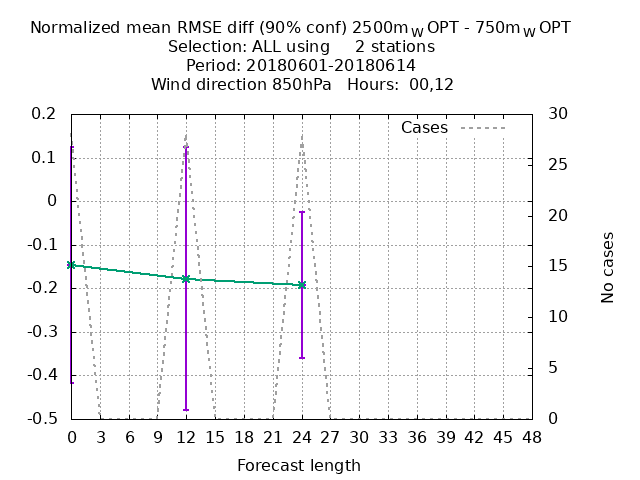 Normalized mean RMSE diff (90% conf) 2500m_W OPT - 750m_W OPT
Selection: ALL using     2 stations
Period: 20180601-20180614
Wind direction 850hPa   Hours:  00,12
Cases
0.2
0.1
0
-0.1
-0.2
-0.3
-0.4
-0.5
30
25
20
15
10
5
0
No cases
0 3 6 9 12 15 18 21 24 27 30 33 36 39 42 45 48
Forecast length